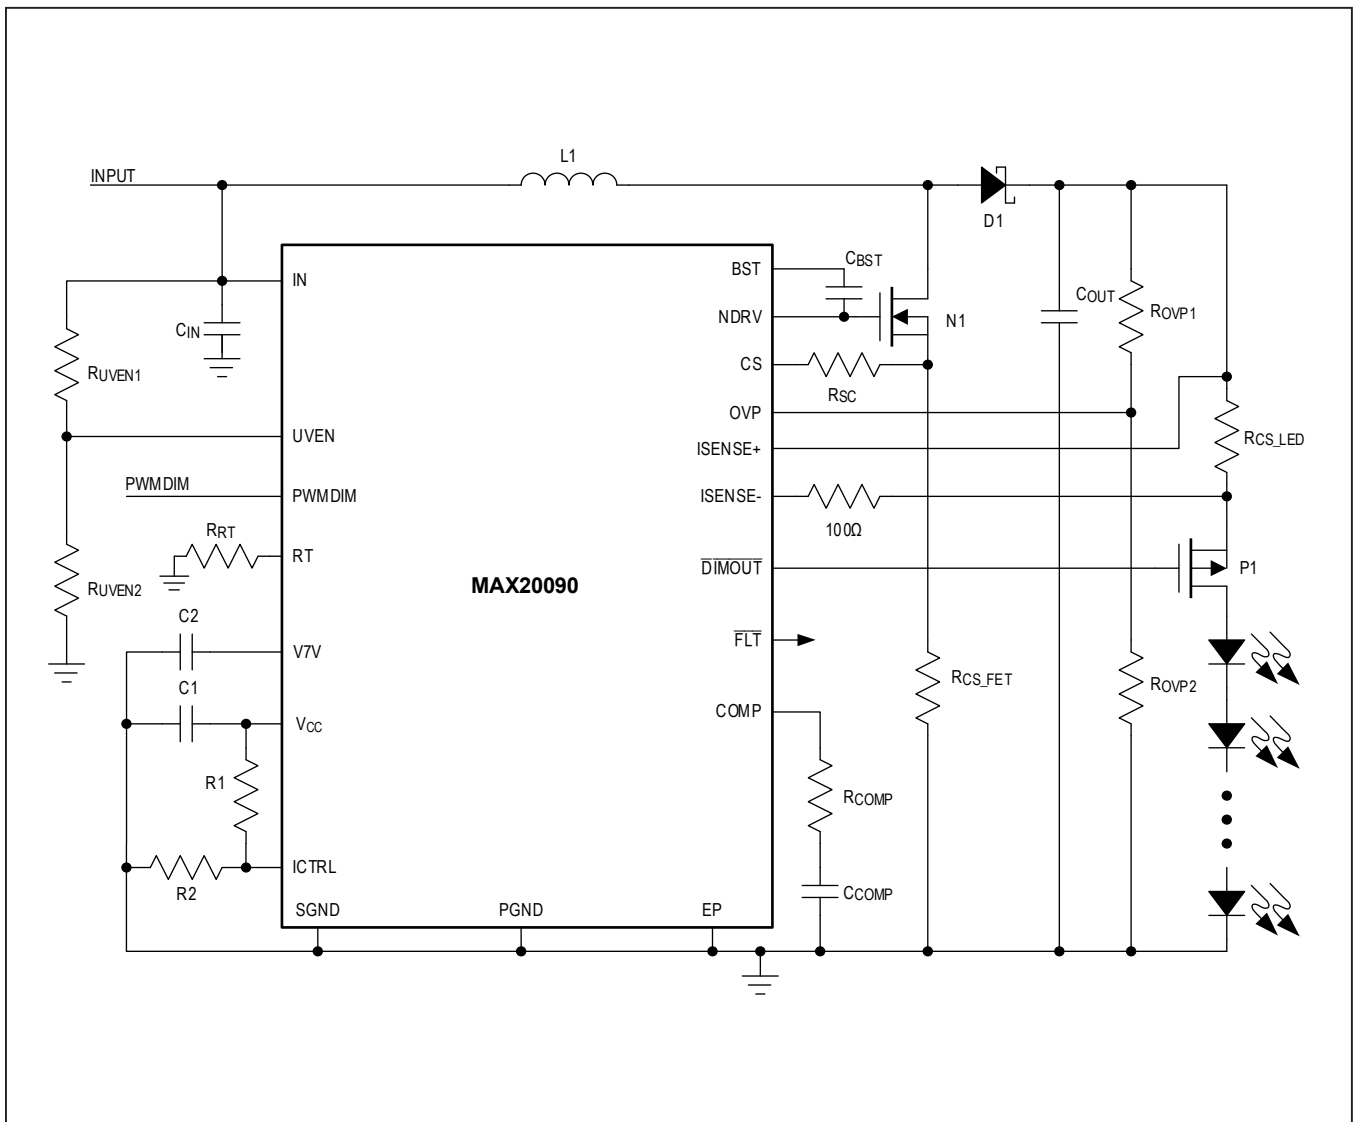 L1
INPUT
D1
IN
BST
CBST
CIN
NDRV
N1
COUT
ROVP1
RUVEN1
CS
RSC
OVP
UVEN
ISENSE+
RCS_LED
PWMDIM
PWMDIM
ISENSE-
100Ω
RRT
RT
DIMOUT
P1
MAX20090
RUVEN2
C2
V7V
FLT
C1
RCS_FET
ROVP2
VCC
COMP
R1
RCOMP
ICTRL
R2
CCOMP
SGND
PGND
EP